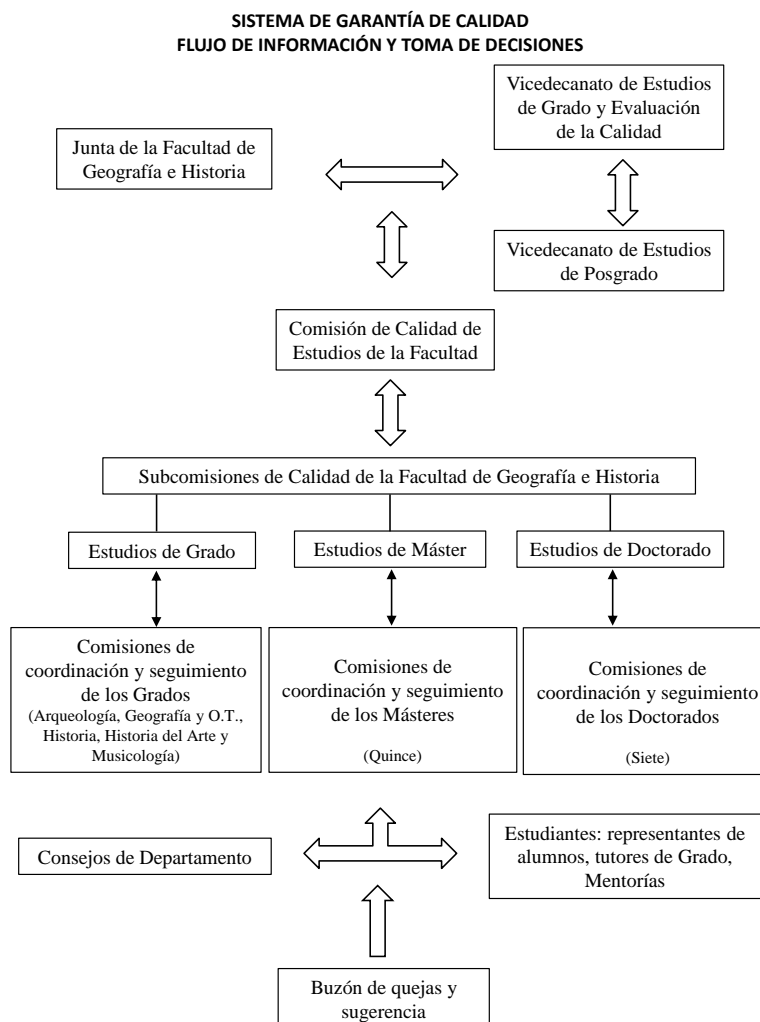 SISTEMA DE GARANTÍA DE CALIDAD
FLUJO DE INFORMACIÓN Y TOMA DE DECISIONES
Vicedecanato de Estudios
de Grado y Evaluación
de la Calidad
Junta de la Facultad de
Geografía e Historia
Vicedecanato de Estudios
de Posgrado
Comisión de Calidad de
Estudios de la Facultad
Subcomisiones de Calidad de la Facultad de Geografía e Historia
Estudios de Grado
Estudios de Máster
Estudios de Doctorado
Comisiones de
coordinación y seguimiento
de los Grados
(Arqueología, Geografía y O.T.,
Historia, Historia del Arte y
Musicología)
Comisiones de
coordinación y seguimiento
de los Másteres
(Quince)
Comisiones de
coordinación y seguimiento
de los Doctorados
(Siete)
Consejos de Departamento
Estudiantes: representantes de
alumnos, tutores de Grado,
Mentorías
Buzón de quejas y
sugerencia